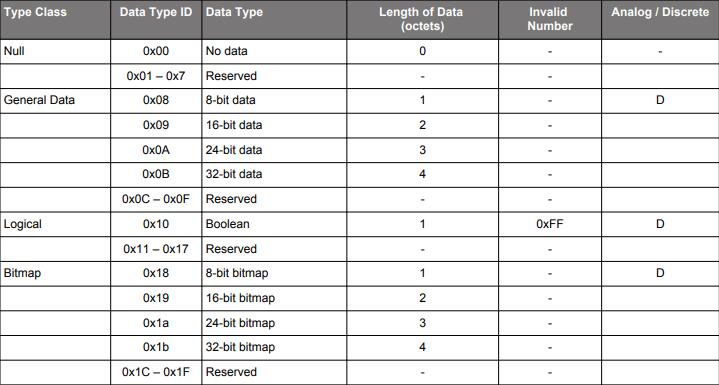 Type Class Data Type ID Data Type Length of Data (octets) Invalid Number Analog / Discrete
Null 0x00 No data 0 - -
0x01 – 0x7 Reserved - -
General Data 0x08 8-bit data 1 - D
0x09 16-bit data 2 -
0x0A 24-bit data 3 -
0x0B 32-bit data 4 -
0x0C – 0x0F Reserved - -
Logical 0x10 Boolean 1 0xFF D
0x11 – 0x17 Reserved - -
Bitmap 0x18 8-bit bitmap 1 - D
0x19 16-bit bitmap 2 -
0x1a 24-bit bitmap 3 -
0x1b 32-bit bitmap 4 -
0x1C – 0x1F Reserved - -